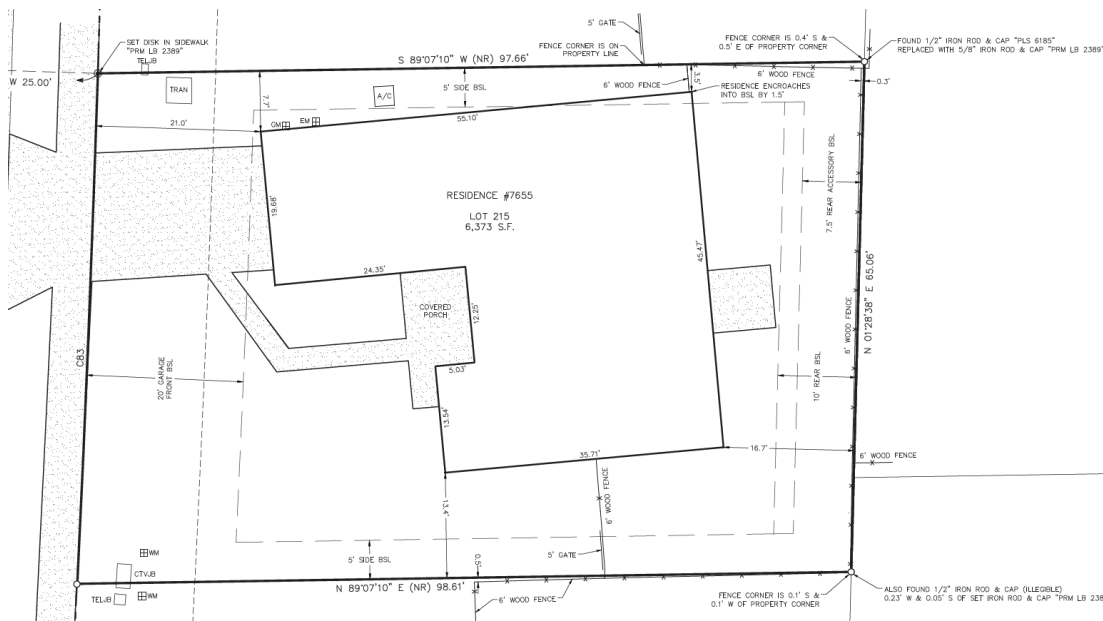 5' GATE
SET DISK IN SIDEWALK
"PRM LB 2389"
TELJB
FENCE CORNER IS ON
PROPERTY LINE
FENCE CORNER IS 0.4' S &
0.5' E OF PROPERTY CORNER
FOUND 1/2" IRON ROD & CAP "PLS 6185"
REPLACED WITH 5/8" IRON ROD & CAP "PRM LB 2389"
S 89°07'10" W (NR) 97.66'
W 25.00'
TRAN
A/C
7.7'
5' SIDE BSL
6' WOOD FENCE
3.5'
6' WOOD FENCE
0.3'
RESIDENCE ENCROACHES
INTO BSL BY 1.5'
21.0'
GM
EM
55.10'
RESIDENCE #7655
LOT 215
6,373 S.F.
19.68'
24.35'
COVERED
PORCH
12.25'
5.03'
13.54'
45.47'
7.5' REAR ACCESSORY BSL
N 01°28'38" E 65.06'
6' WOOD FENCE
10' REAR BSL
C83
20' GARAGE
FRONT BSL
35.71'
16.7'
6' WOOD FENCE
6' WOOD FENCE
13.4'
5' GATE
5' SIDE BSL
0.5'
WM
CTVJB
TELJB
WM
N 89°07'10" E (NR) 98.61'
6' WOOD FENCE
FENCE CORNER IS 0.1' S &
0.1' W OF PROPERTY CORNER
ALSO FOUND 1/2" IRON ROD & CAP (ILLEGIBLE)
0.23' W & 0.05' S OF SET IRON ROD & CAP "PRM LB 238